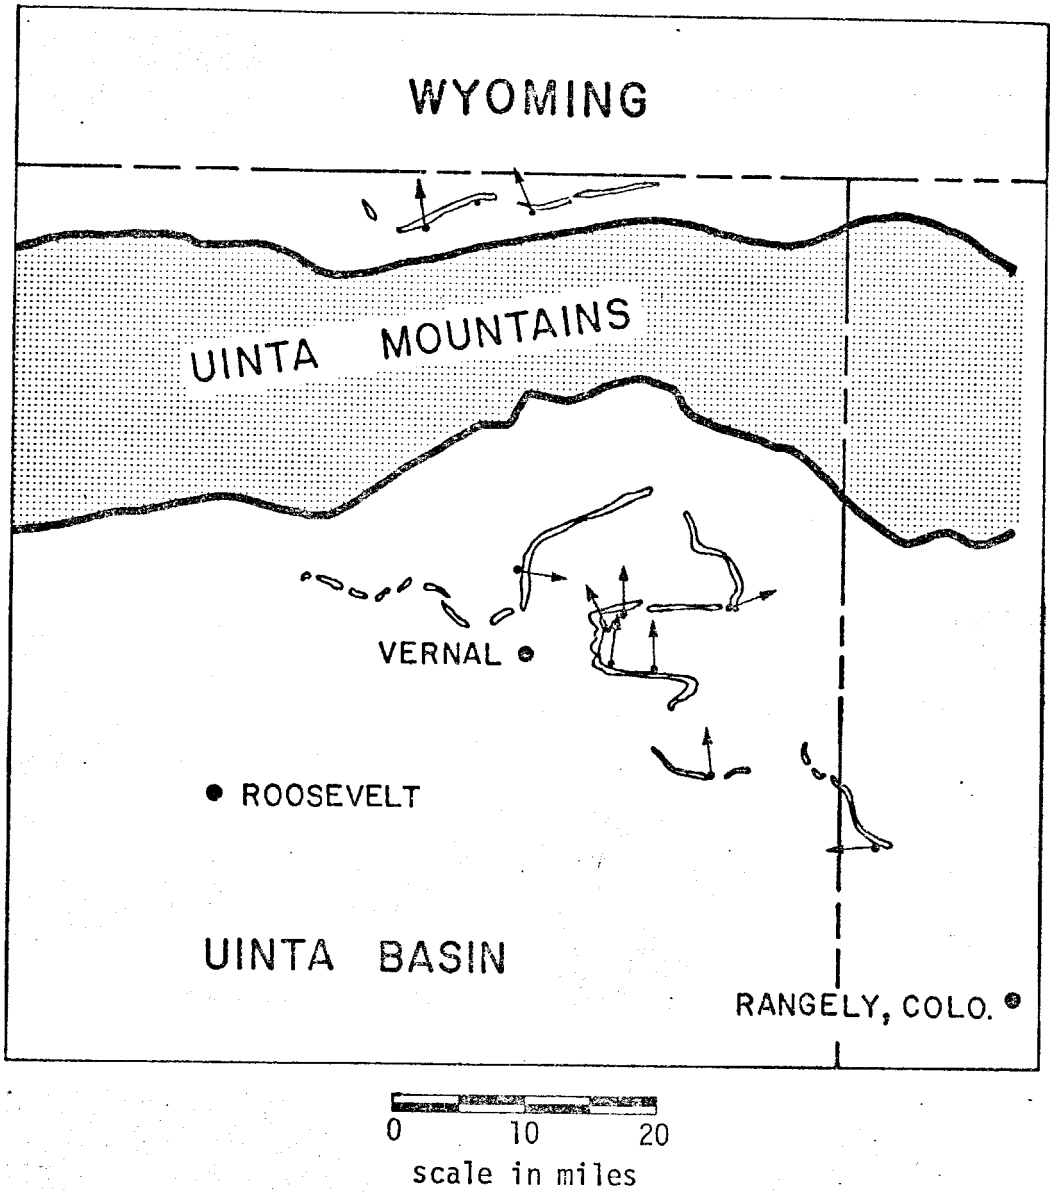 WYOMING
UINTA MOUNTAINS
VERNAL
ROOSEVELT
UINTA BASIN
RANGELY, COLO.
0 10 20
scale in miles